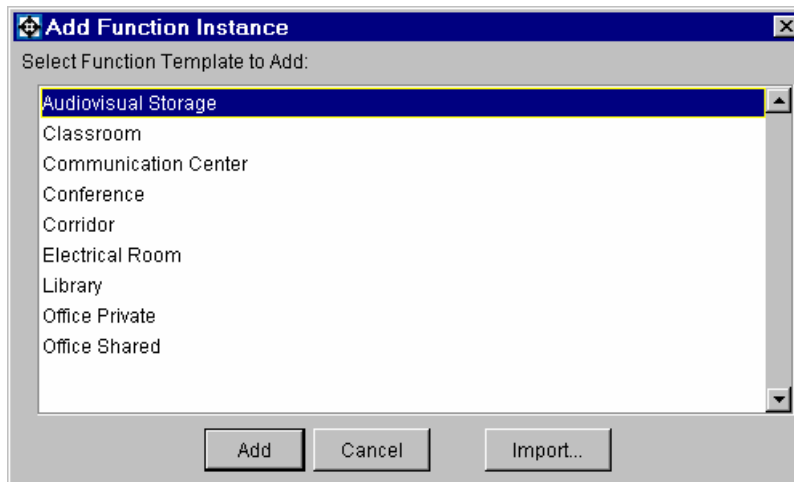 Add Function Instance
Select Function Template to Add:
Audiovisual Storage
Classroom
Communication Center
Conference
Corridor
Electrical Room
Library
Office Private
Office Shared
Add Cancel Import...